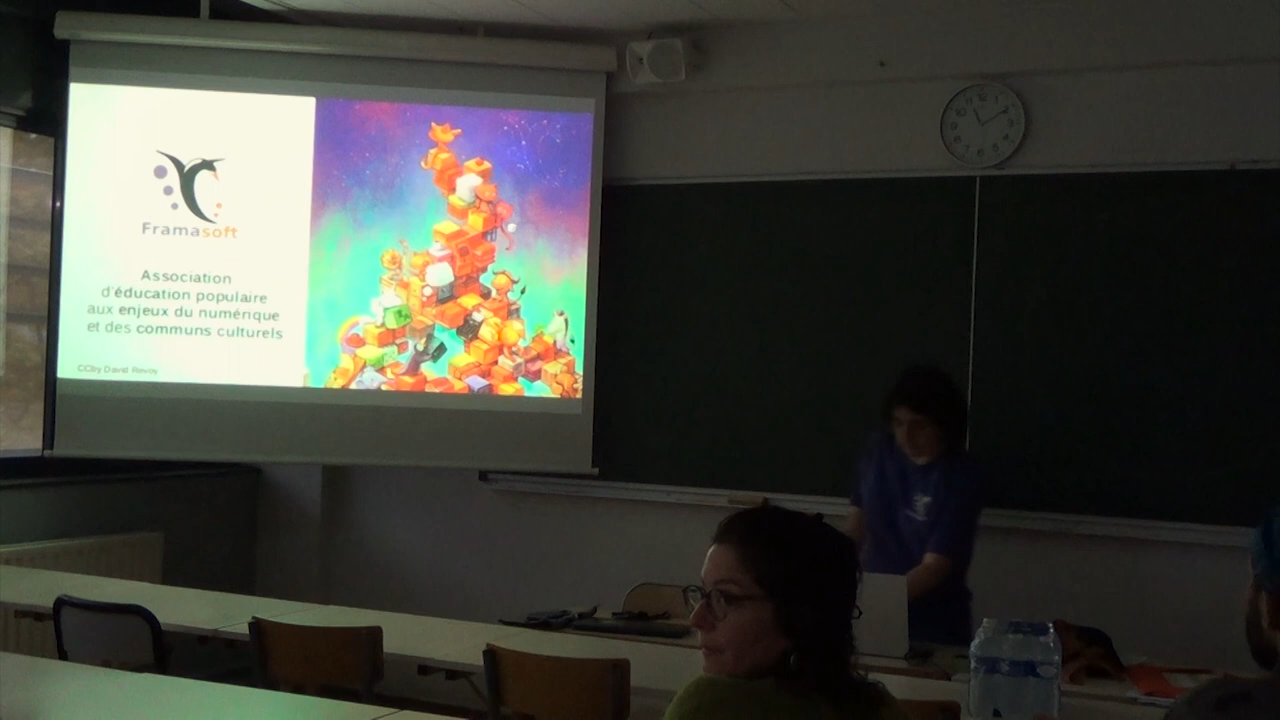 Framasoft
Association
d'éducation populaire
aux enjeux du numérique
et des communs culturels
CCby David Revoy